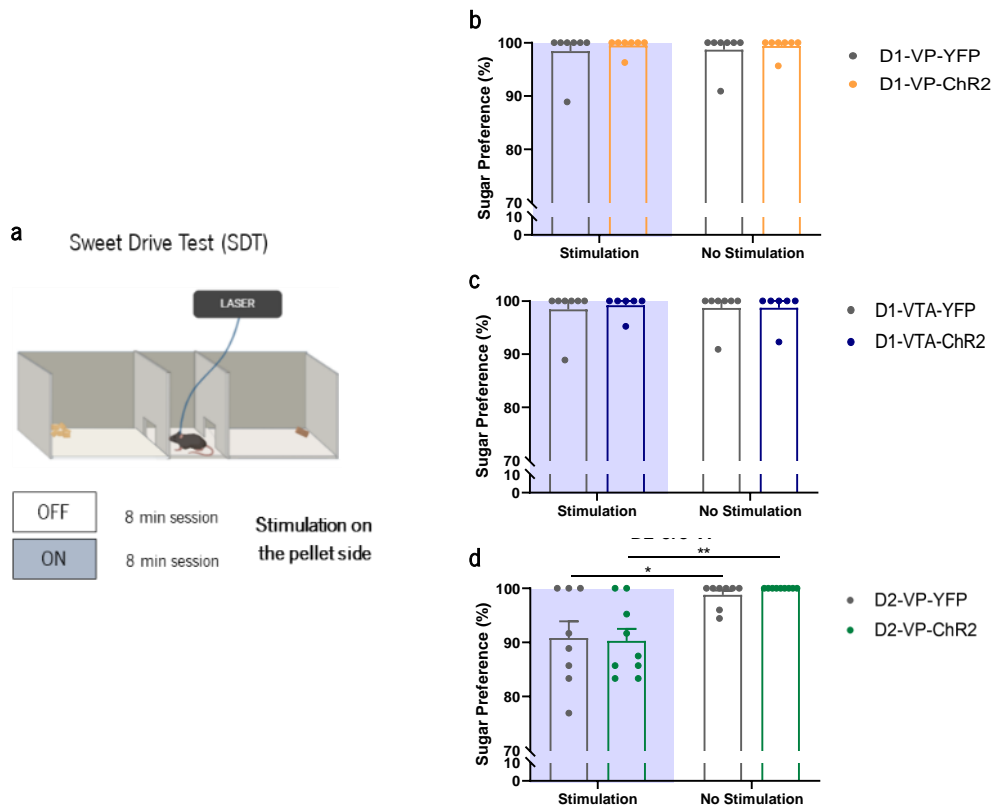 a
Sweet Drive Test (SDT)
LASER
OFF
8 min session
ON
8 min session
Stimulation on
the pellet side
b
Sugar Preference (%)
100
90
80
70
10
0
Stimulation
No Stimulation
D1-VP-YFP
D1-VP-ChR2
c
Sugar Preference (%)
100
90
80
70
10
0
Stimulation
No Stimulation
D1-VTA-YFP
D1-VTA-ChR2
d
**
*
Sugar Preference (%)
100
90
80
70
10
0
Stimulation
No Stimulation
D2-VP-YFP
D2-VP-ChR2